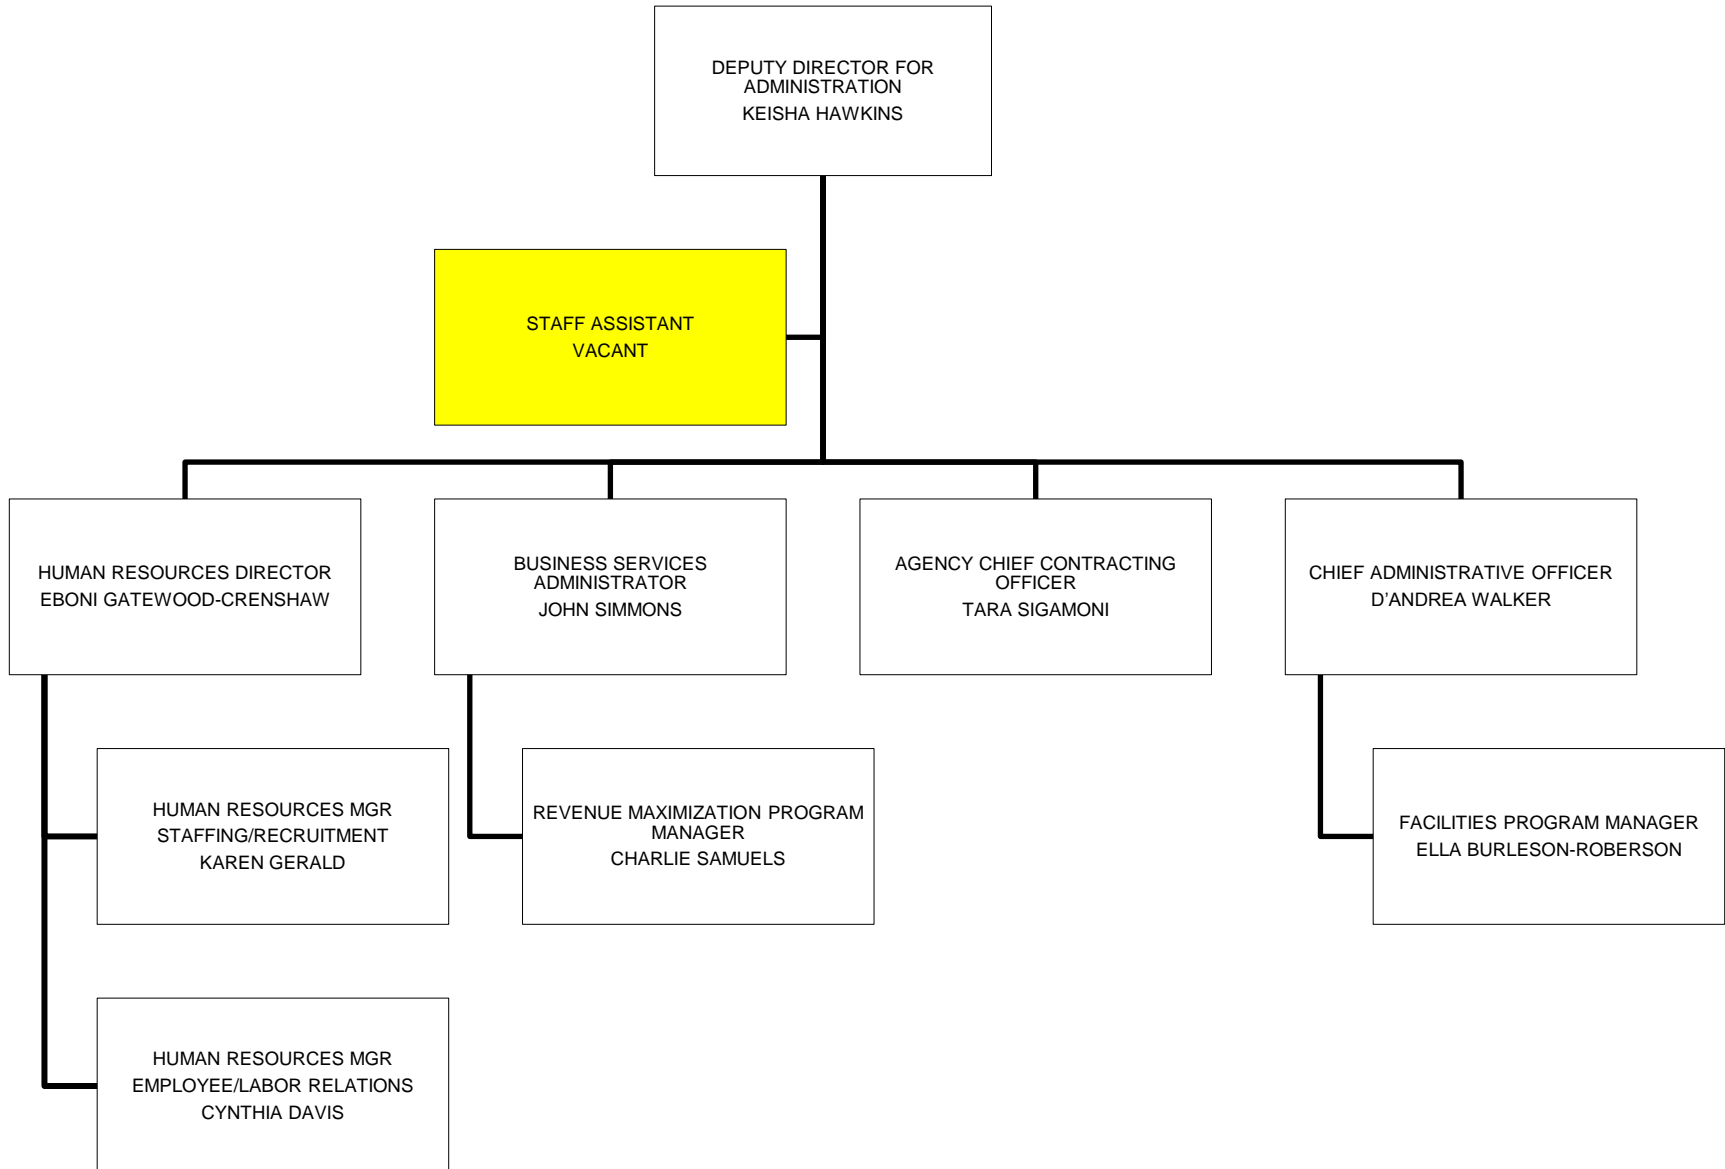 DEPUTY DIRECTOR FOR
ADMINISTRATION
KEISHA HAWKINS
STAFF ASSISTANT
VACANT
HUMAN RESOURCES DIRECTOR
EBONI GATEWOOD-CRENSHAW
BUSINESS SERVICES
ADMINISTRATOR
JOHN SIMMONS
AGENCY CHIEF CONTRACTING
OFFICER
TARA SIGAMONI
CHIEF ADMINISTRATIVE OFFICER
D’ANDREA WALKER
HUMAN RESOURCES MGR
STAFFING/RECRUITMENT
KAREN GERALD
REVENUE MAXIMIZATION PROGRAM
MANAGER
CHARLIE SAMUELS
FACILITIES PROGRAM MANAGER
ELLA BURLESON-ROBERSON
HUMAN RESOURCES MGR
EMPLOYEE/LABOR RELATIONS
CYNTHIA DAVIS